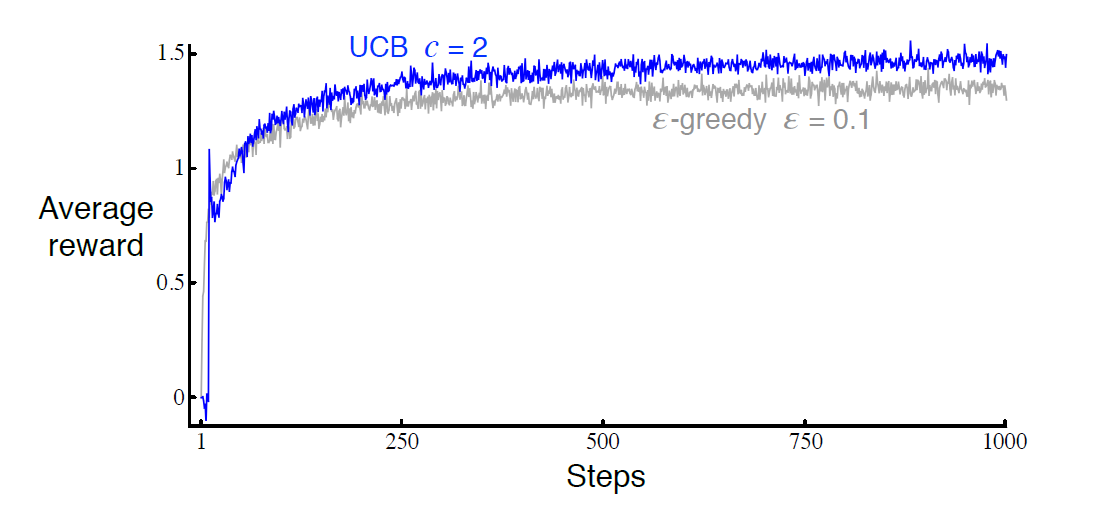 UCB c = 2
1.5
ε-greedy ε = 0.1
1
Average
reward
0.5
0
1 250 500 750 1000
Steps